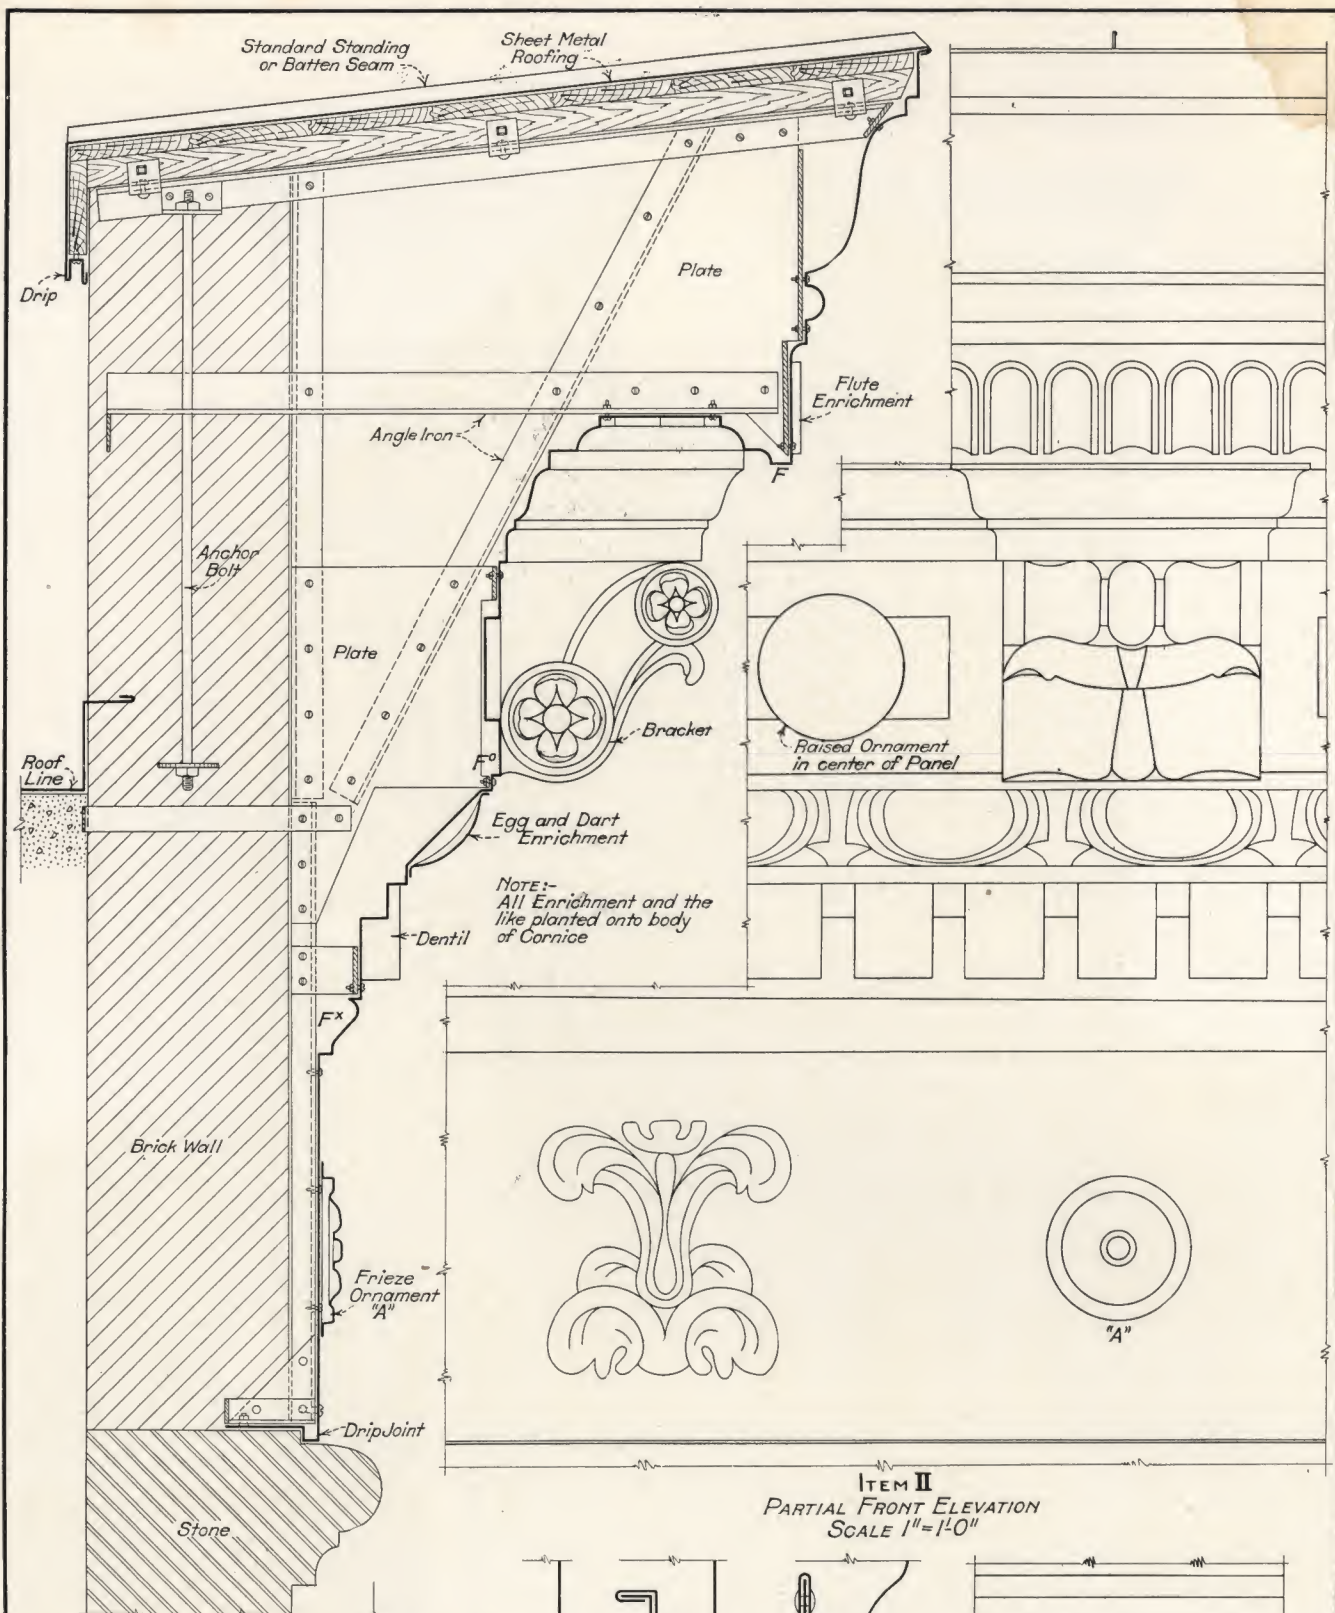 Standard Standing
or Batten Seam
Sheet Metal
Roofing
Drip
Plate
Flute
Enrichment
Angle Iron
F
Anchor
Bolt
Plate
Bracket
Raised Ornament
in center of Panel
Roof
Line
F°
Egg and Dart
Enrichment
NOTE:-
All Enrichment and the
like planted onto body
of Cornice
Dentil
Fˣ
Brick Wall
Frieze
Ornament
"A"
"A"
Drip Joint
Stone
ITEM II
PARTIAL FRONT ELEVATION
SCALE 1"=1'-0"